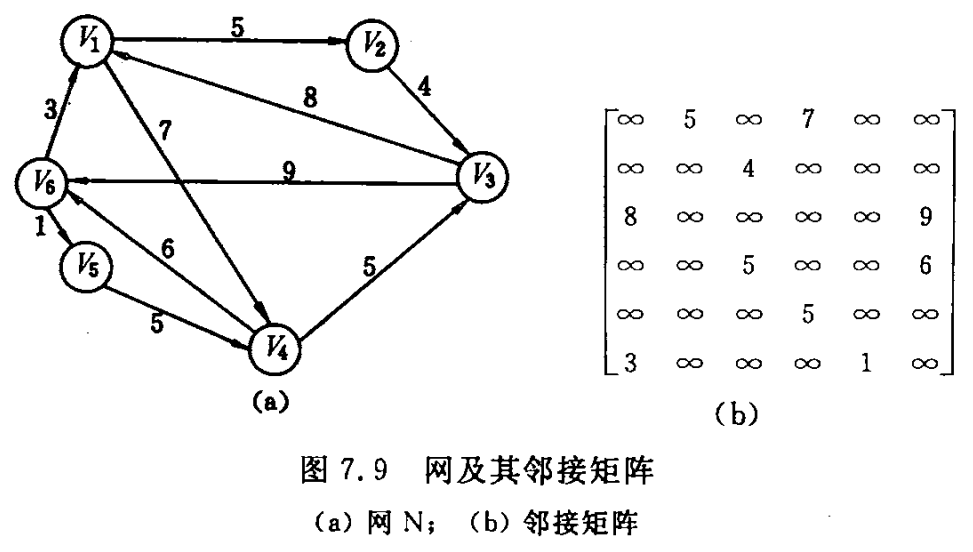 V1 5 V2
4
8
3 7
V6 9 V3
1
V5 6 5
5
V4
(a)
∞ 5 ∞ 7 ∞ ∞
∞ ∞ 4 ∞ ∞ ∞
8 ∞ ∞ ∞ ∞ 9
∞ ∞ 5 ∞ ∞ 6
∞ ∞ ∞ 5 ∞ ∞
3 ∞ ∞ ∞ 1 ∞
(b)
图 7.9 网及其邻接矩阵
(a) 网 N; (b) 邻接矩阵